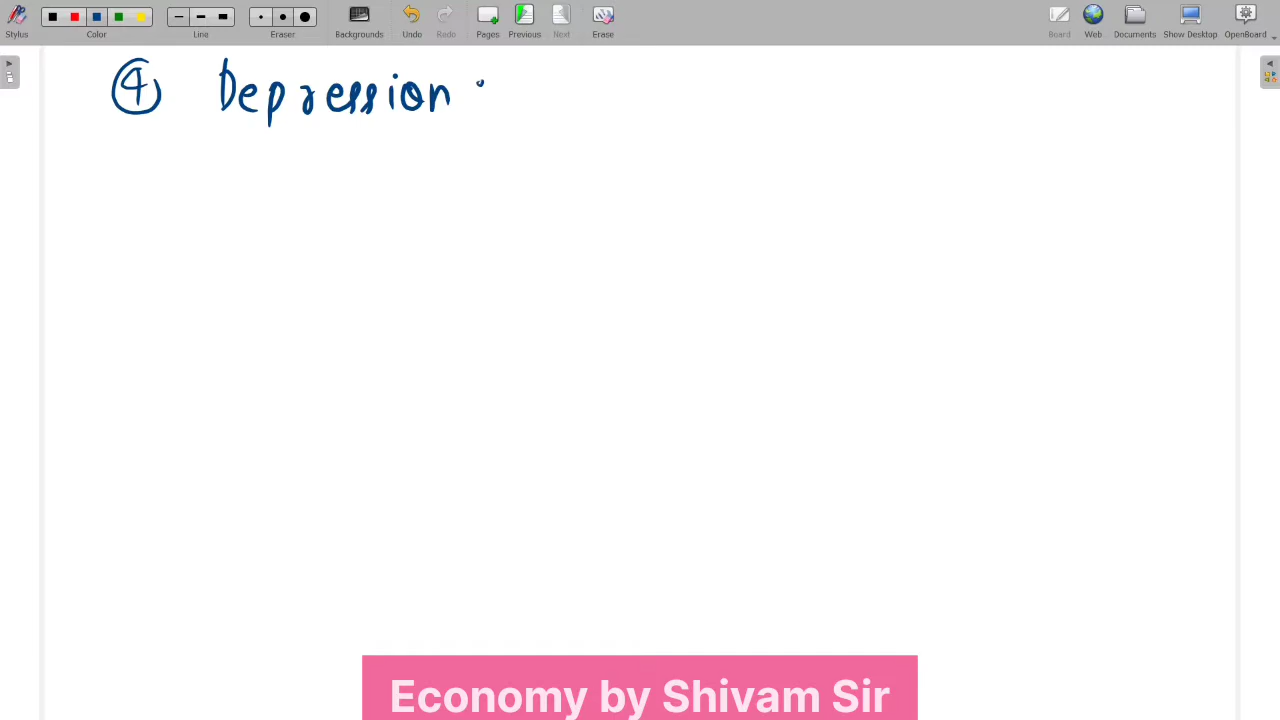 Stylus
Color
Line
Eraser
Backgrounds
Undo
Redo
Pages
Previous
Next
Erase
Board
Web
Documents
Show Desktop
OpenBoard
④ Depression
Economy by Shivam Sir